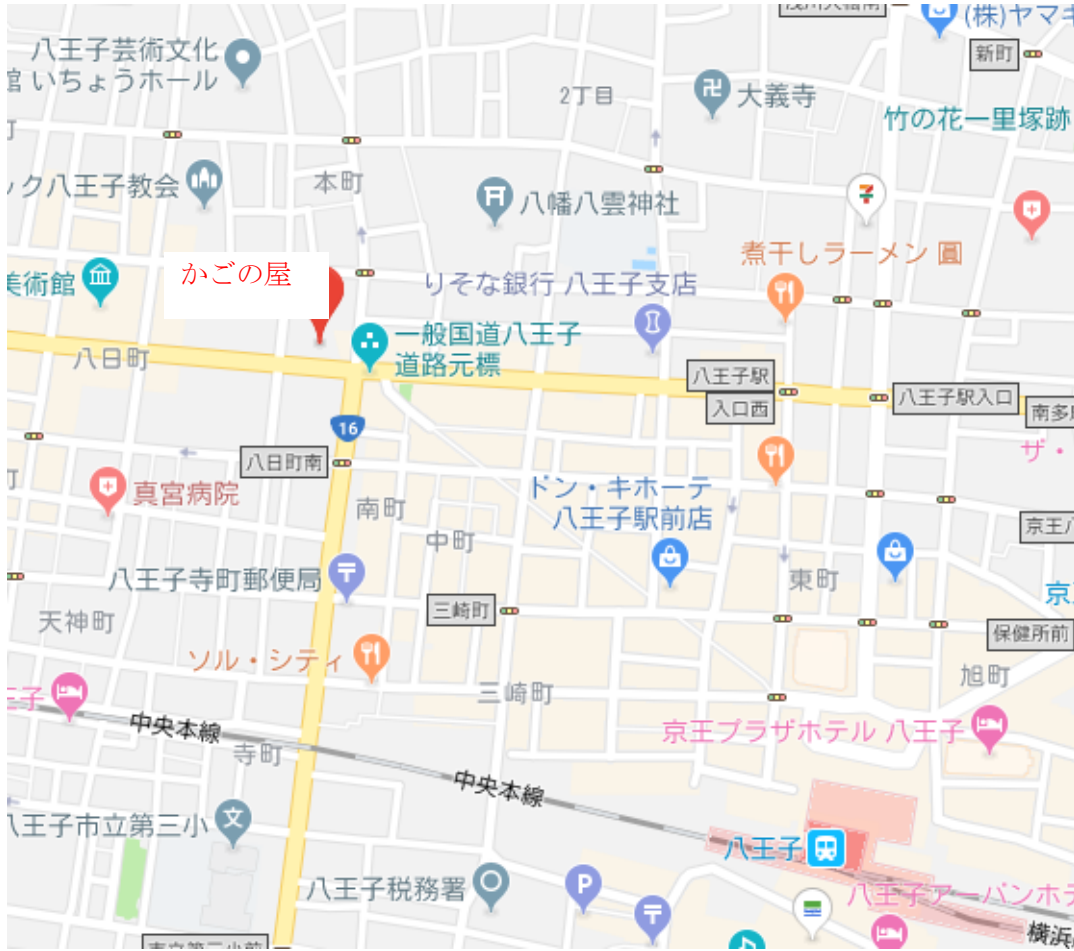 (株)ヤマキ
新町
八王子芸術文化
館 いちょうホール
2丁目
大義寺
竹の花一里塚跡
ック八王子教会
本町
八幡八雲神社
煮干しラーメン 圓
かごの屋
美術館
りそな銀行 八王子支店
一般国道八王子
道路元標
八日町
八王子駅
入口西
八王子駅入口
南多
16
ザ・
八日町南
真宮病院
南町
ドン・キホーテ
八王子駅前店
中町
京王八
八王子寺町郵便局
東町
京
三崎町
天神町
保健所前
ソル・シティ
旭町
三崎町
王子
中央本線
京王プラザホテル 八王子
寺町
中央本線
八王子市立第三小
文
八王子
八王子税務署
P
八王子アーバンホテ
横浜
市立第三小前